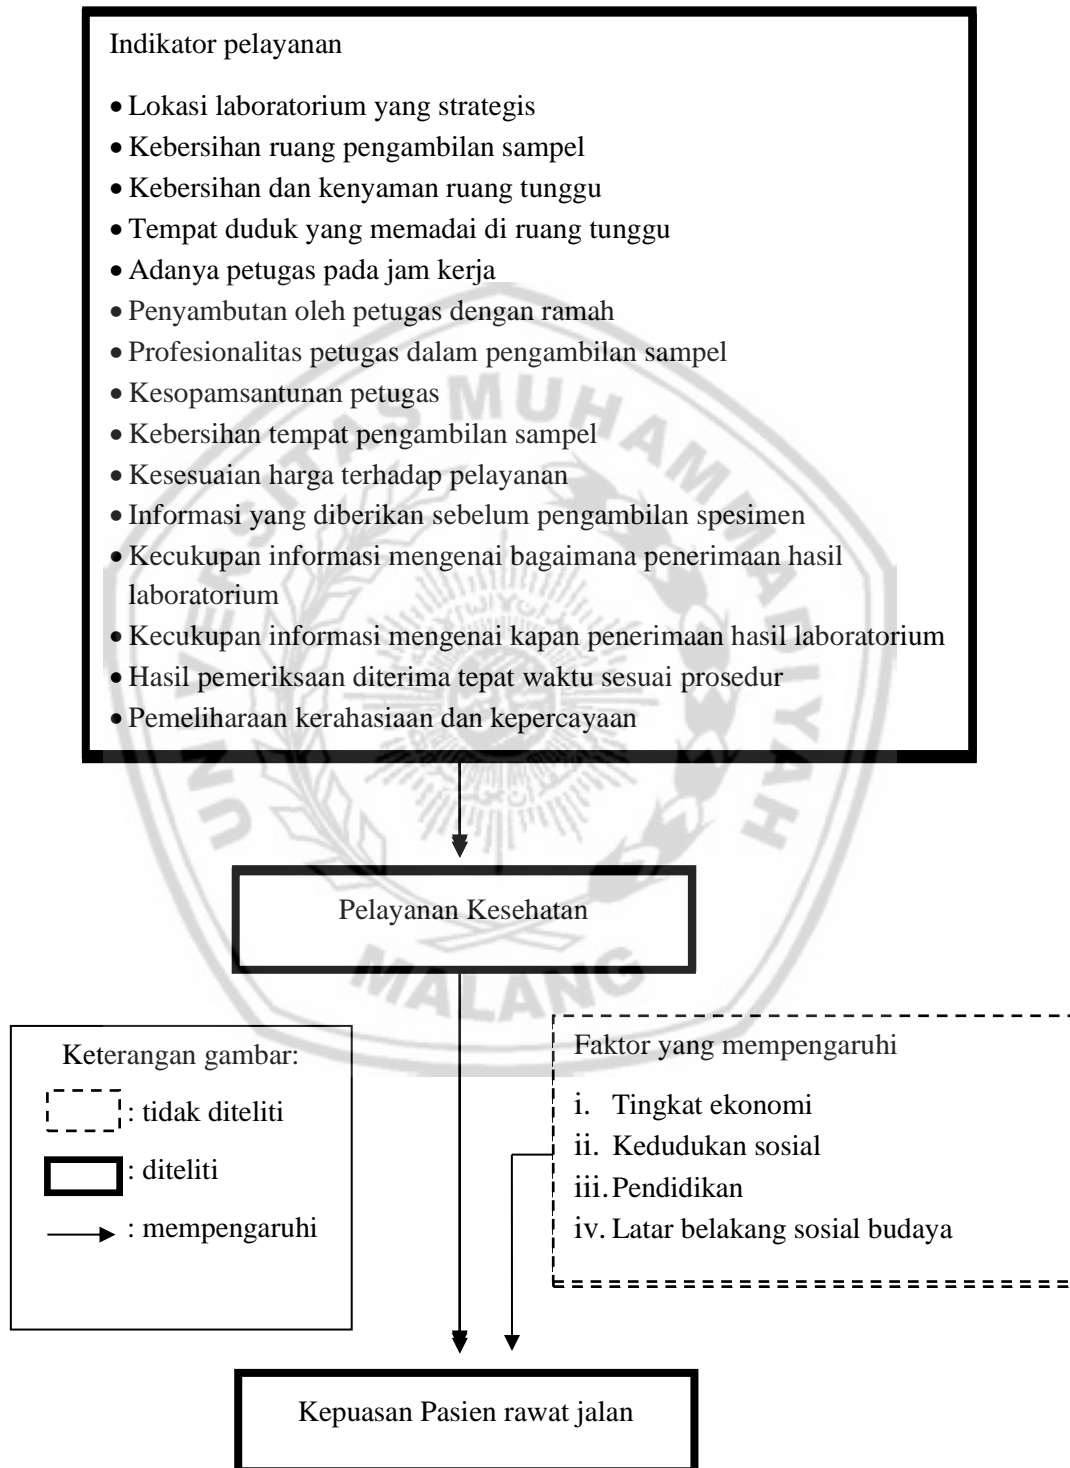 Indikator pelayanan
• Lokasi laboratorium yang strategis
• Kebersihan ruang pengambilan sampel
• Kebersihan dan kenyaman ruang tunggu
• Tempat duduk yang memadai di ruang tunggu
• Adanya petugas pada jam kerja
• Penyambutan oleh petugas dengan ramah
• Profesionalitas petugas dalam pengambilan sampel
• Kesopamsantunan petugas
• Kebersihan tempat pengambilan sampel
• Kesesuaian harga terhadap pelayanan
• Informasi yang diberikan sebelum pengambilan spesimen
• Kecukupan informasi mengenai bagaimana penerimaan hasil
laboratorium
• Kecukupan informasi mengenai kapan penerimaan hasil laboratorium
• Hasil pemeriksaan diterima tepat waktu sesuai prosedur
• Pemeliharaan kerahasiaan dan kepercayaan
UNIVERSITAS MUHAMMADIYAH
MALANG
Pelayanan Kesehatan
Keterangan gambar:
: tidak diteliti
: diteliti
: mempengaruhi
Faktor yang mempengaruhi
i. Tingkat ekonomi
ii. Kedudukan sosial
iii. Pendidikan
iv. Latar belakang sosial budaya
Kepuasan Pasien rawat jalan